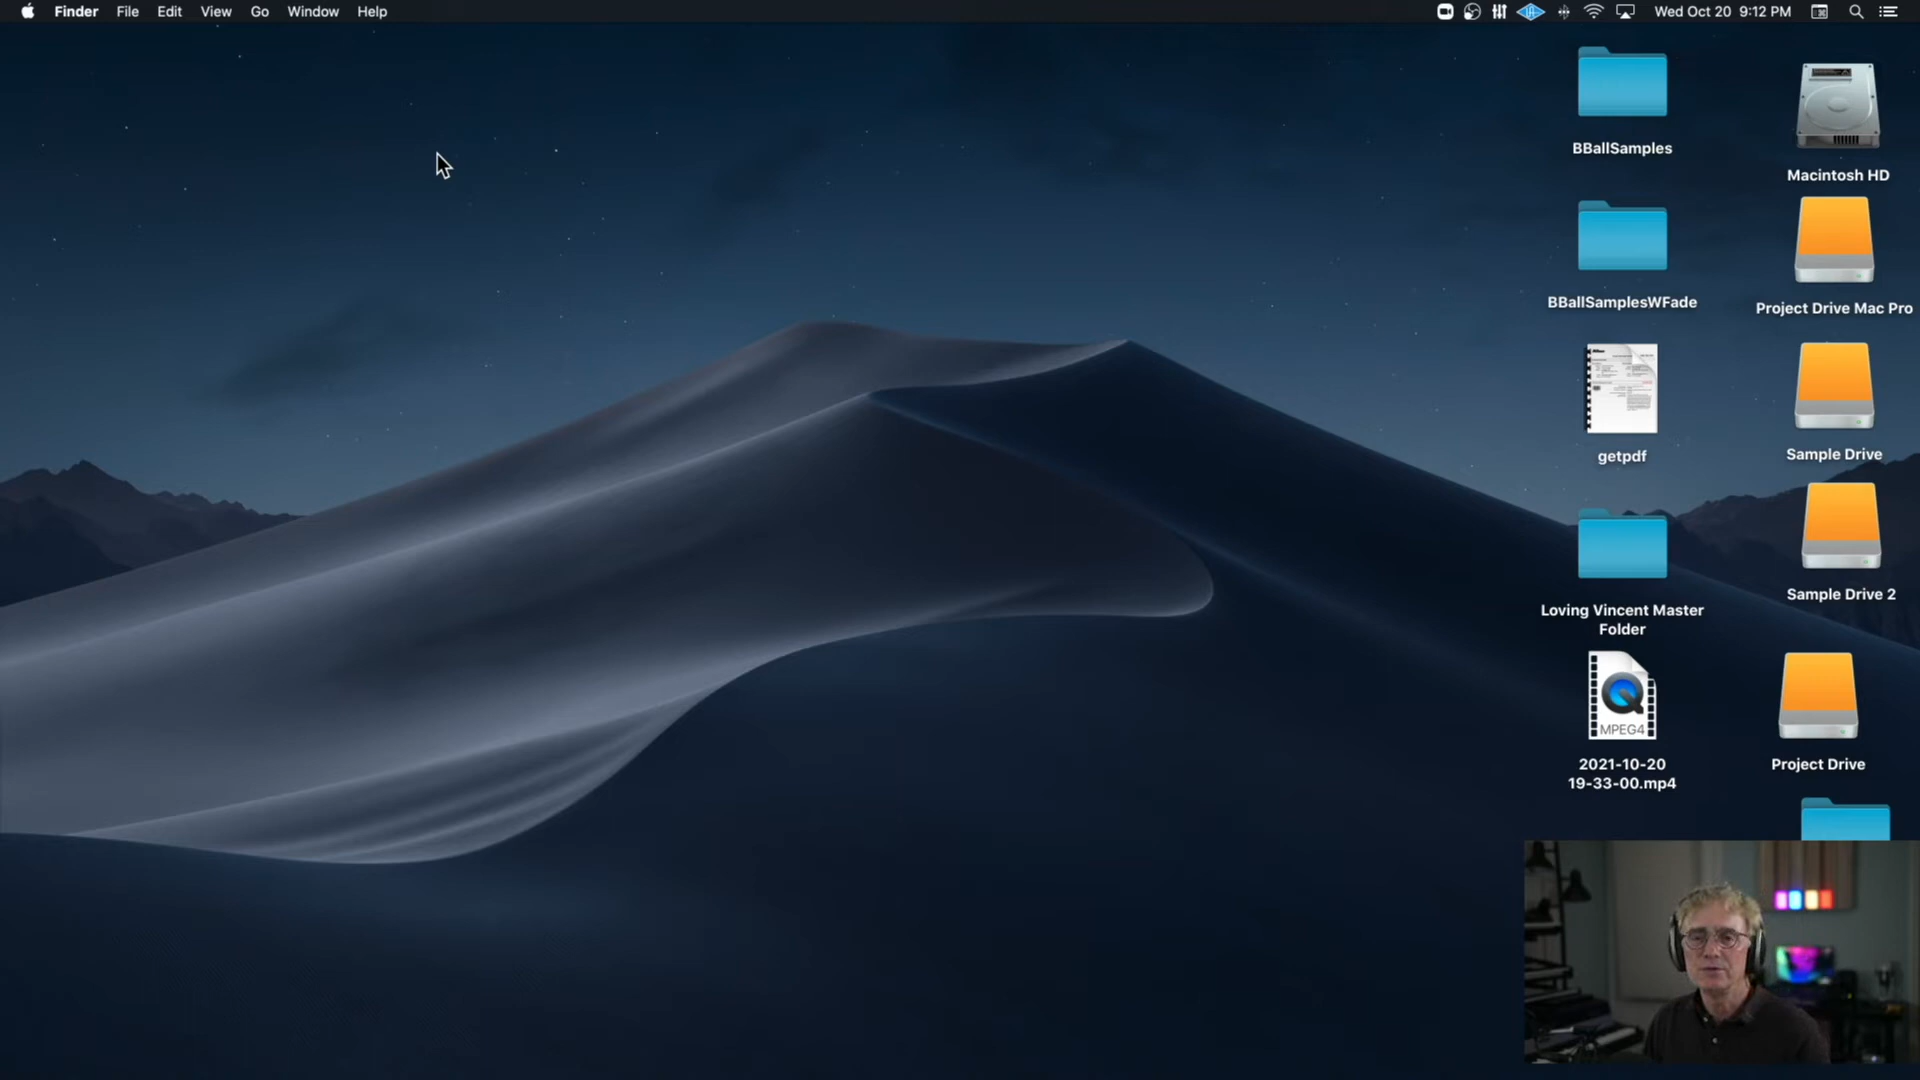 Finder File Edit View Go Window Help
Wed Oct 20 9:12 PM
BBallSamples
Macintosh HD
BBallSamplesWFade
Project Drive Mac Pro
getpdf
Sample Drive
Loving Vincent Master
Folder
Sample Drive 2
MPEG4
2021-10-20
19-33-00.mp4
Project Drive